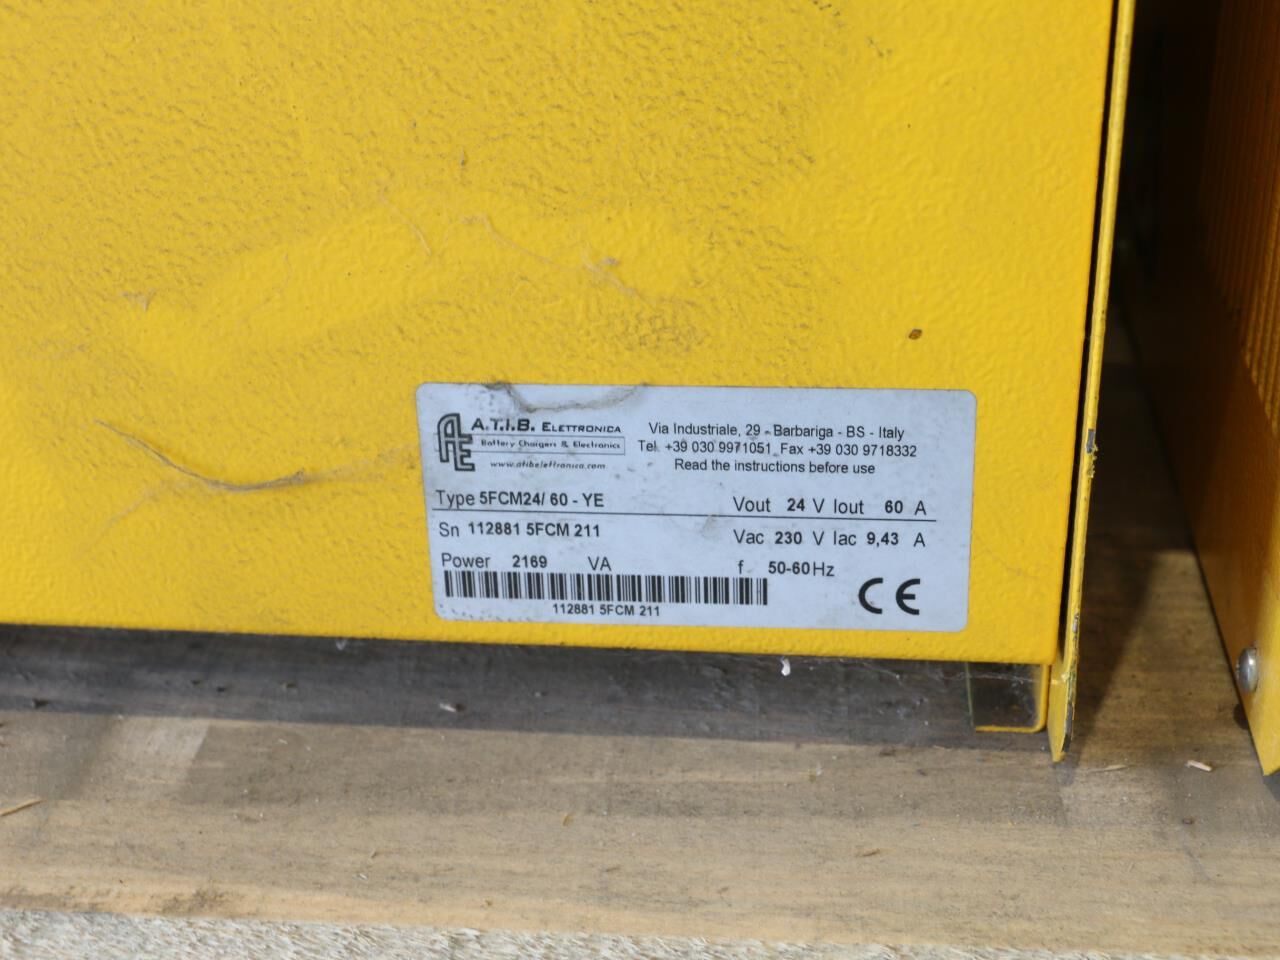 A.T.I.B. ELETTRONICA
Battery Chargers & Electronics
www.atibelettronica.com
Via Industriale, 29 - Barbariga - BS - Italy
Tel. +39 030 9971051 Fax +39 030 9718332
Read the instructions before use
Type 5FCM24/ 60 - YE Vout 24 V Iout 60 A
Sn 112881 5FCM 211 Vac 230 V Iac 9,43 A
Power 2169 VA f 50-60Hz
112881 5FCM 211
CE